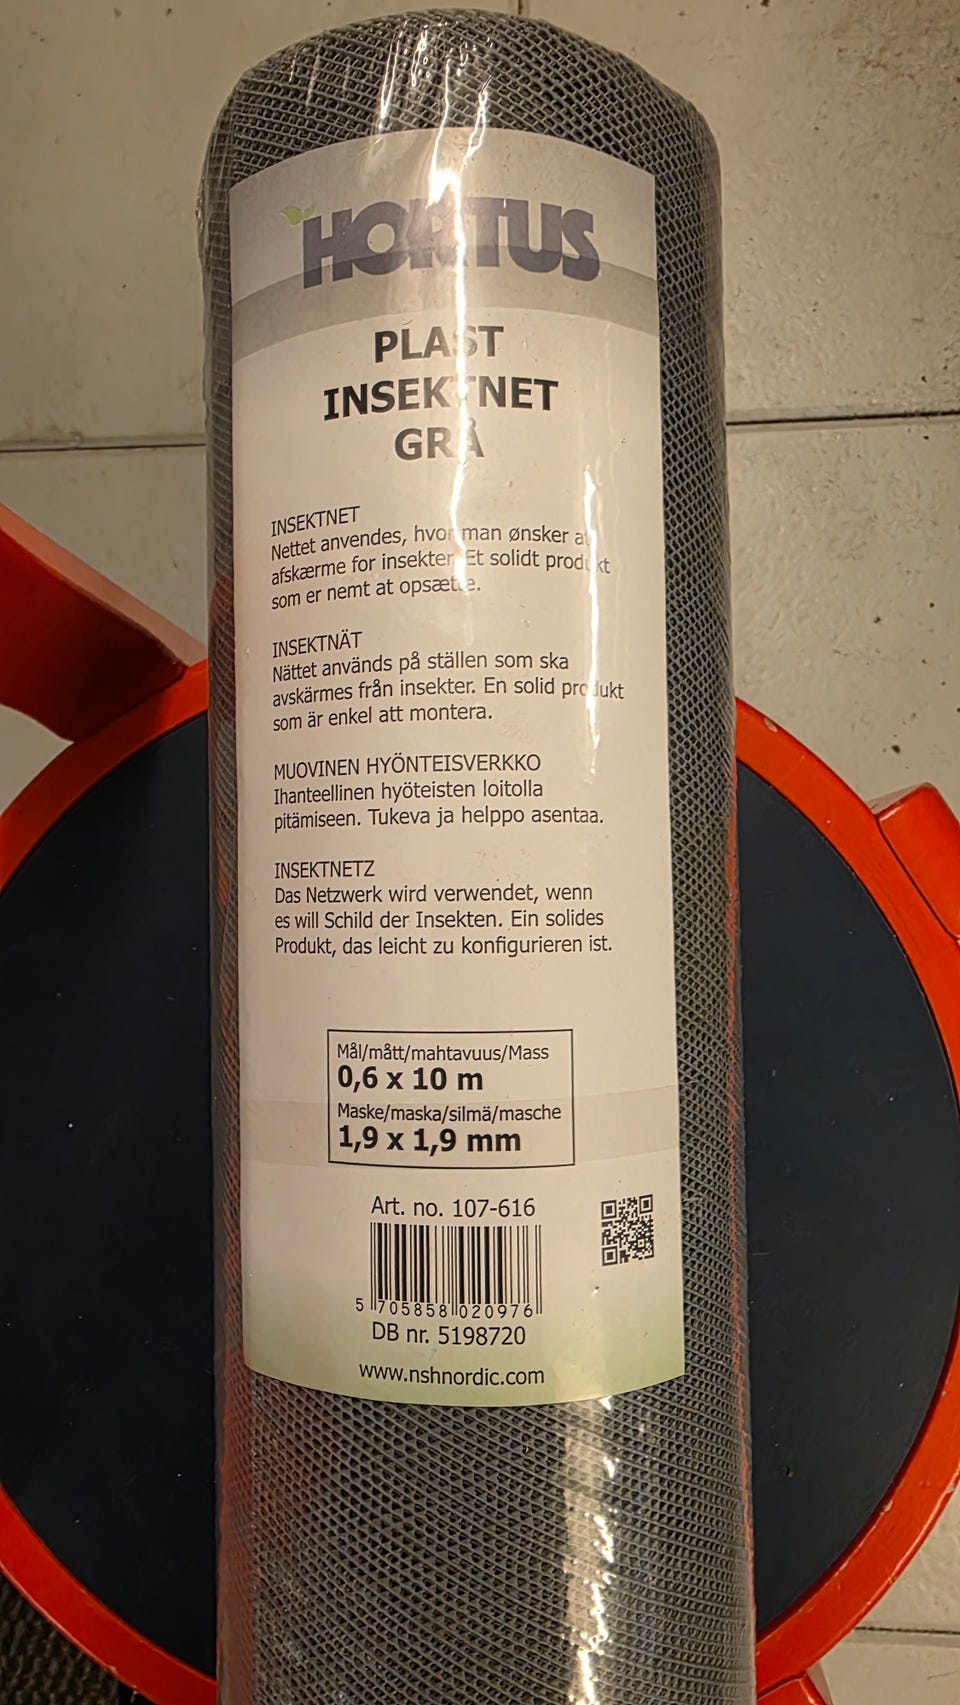 HORTUS
PLAST
INSEKTNET
GRÅ
INSEKTNET
Nettet anvendes, hvor man ønsker at
afskærme for insekter. Et solidt produkt
som er nemt at opsætte.
INSEKTNÄT
Nättet används på ställen som ska
avskärmes från insekter. En solid produkt
som är enkel att montera.
MUOVINEN HYÖNTEISVERKKO
Ihanteellinen hyöteisten loitolla
pitämiseen. Tukeva ja helppo asentaa.
INSEKTNETZ
Das Netzwerk wird verwendet, wenn
es will Schild der Insekten. Ein solides
Produkt, das leicht zu konfigurieren ist.
Mål/mått/mahtavuus/Mass
0,6 x 10 m
Maske/maska/silmä/masche
1,9 x 1,9 mm
Art. no. 107-616
5 705858 020976
DB nr. 5198720
www.nshnordic.com